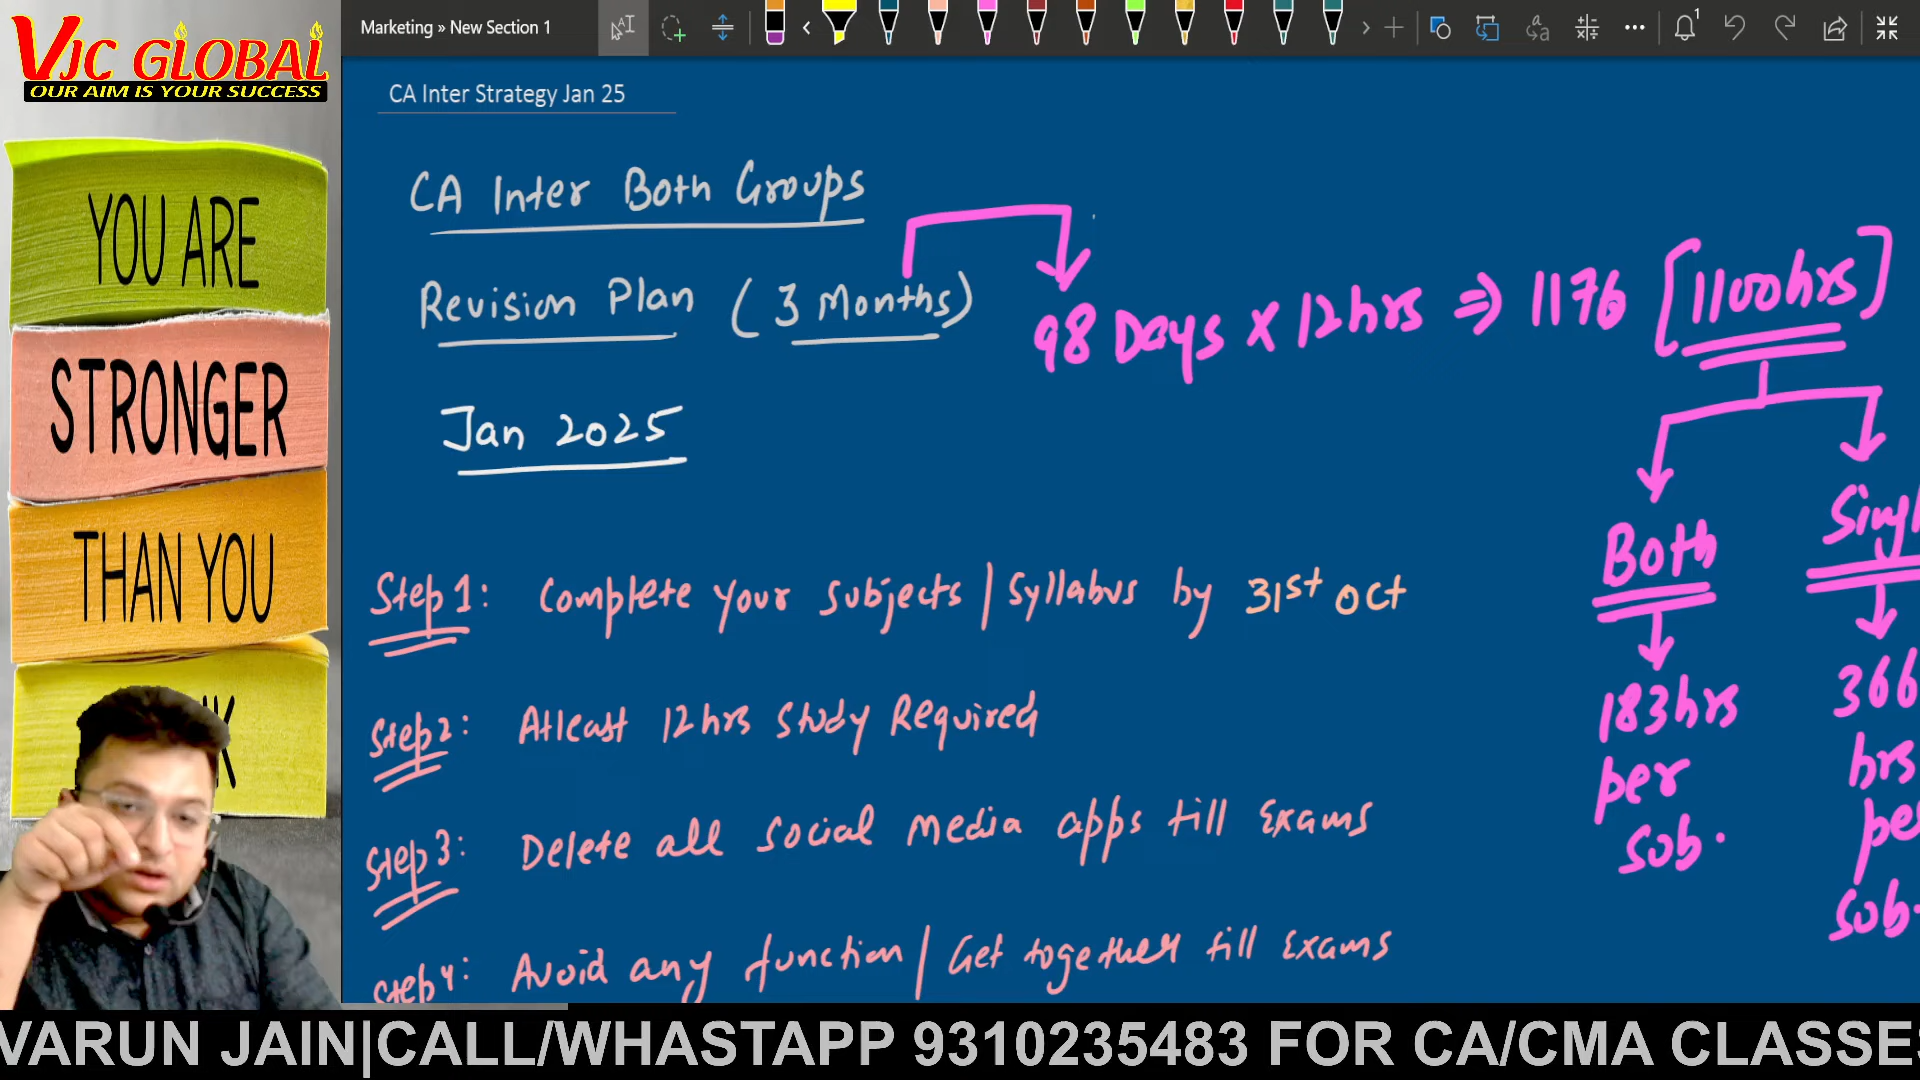 VJC GLOBAL
OUR AIM IS YOUR SUCCESS
YOU ARE
STRONGER
THAN YOU
Marketing » New Section 1
CA Inter Strategy Jan 25
CA Inter Both Groups
Revision Plan (3 Months)
98 Days x 12hrs ⇒ 1176 [1100hrs]
Jan 2025
Both
183hrs
per
sub.
366
hrs
sub.
Step 1: Complete your subjects / syllabus by 31st Oct
Step 2: Atleast 12hrs Study Required
Step 3: Delete all social media apps till Exams
Step 4: Avoid any function / Get together till Exams
VARUN JAIN|CALL/WHASTAPP 9310235483 FOR CA/CMA CLASSES